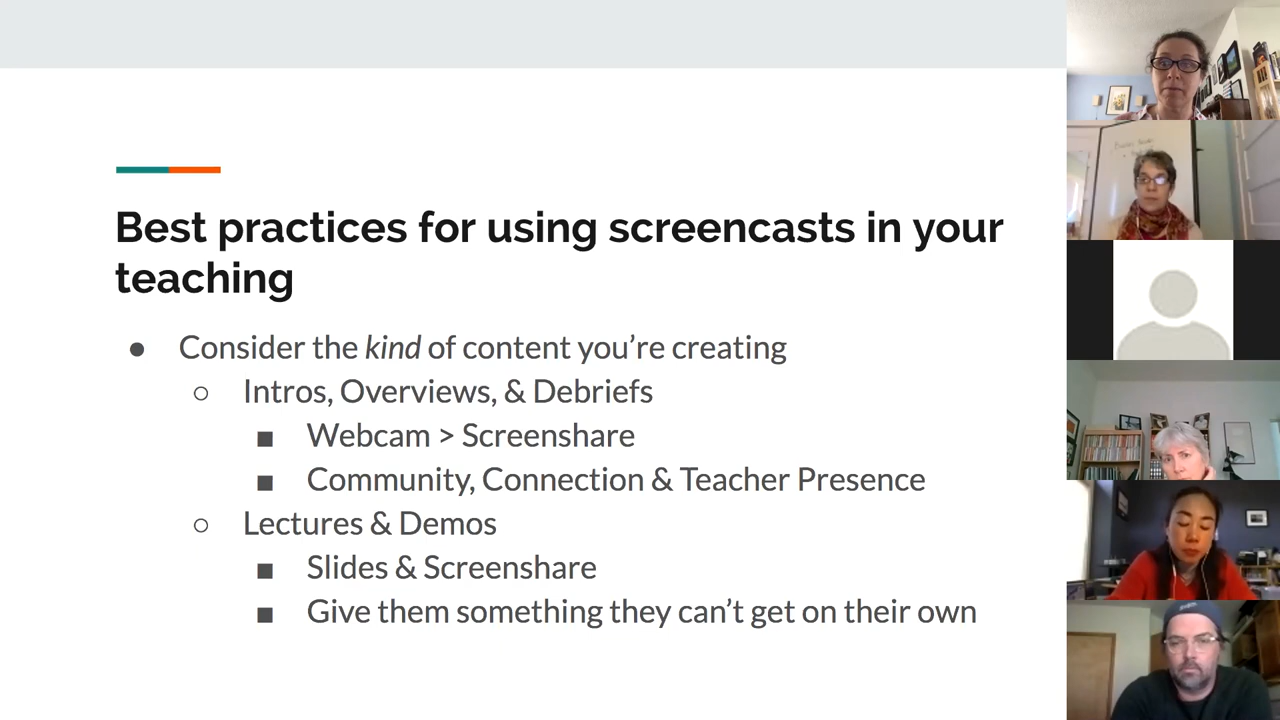 Best practices for using screencasts in your
teaching
● Consider the kind of content you're creating
○ Intros, Overviews, & Debriefs
■ Webcam > Screenshare
■ Community, Connection & Teacher Presence
○ Lectures & Demos
■ Slides & Screenshare
■ Give them something they can't get on their own